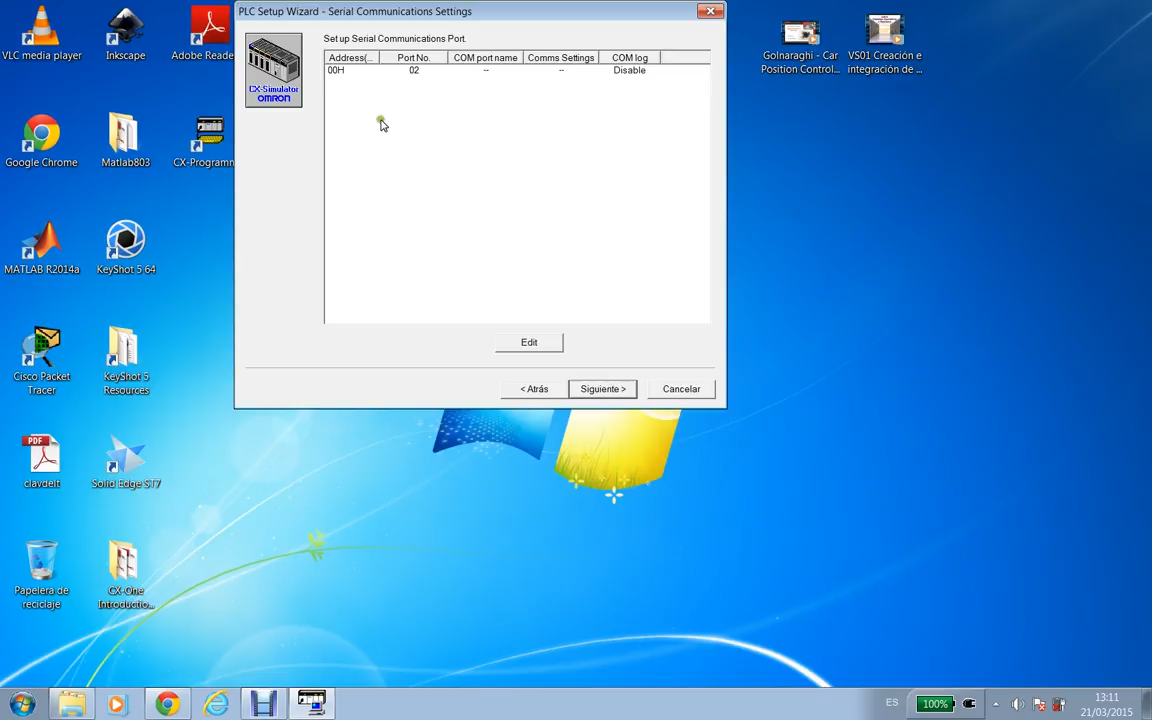 PLC Setup Wizard - Serial Communications Settings
Set up Serial Communications Port.
Address(... Port No. COM port name Comms Settings COM log
00H 02 -- -- Disable
CX-Simulator
OMRON
Edit
< Atrás Siguiente > Cancelar
VLC media player
Inkscape
Adobe Reade
Google Chrome
Matlab803
CX-Programn
MATLAB R2014a
KeyShot 5 64
Cisco Packet
Tracer
KeyShot 5
Resources
PDF
clavdelt
Solid Edge ST7
Papelera de
reciclaje
CX-One
Introductio...
Golnaraghi - Car
Position Control...
VS01 Creación e
integración de ...
ES
100%
13:11
21/03/2015